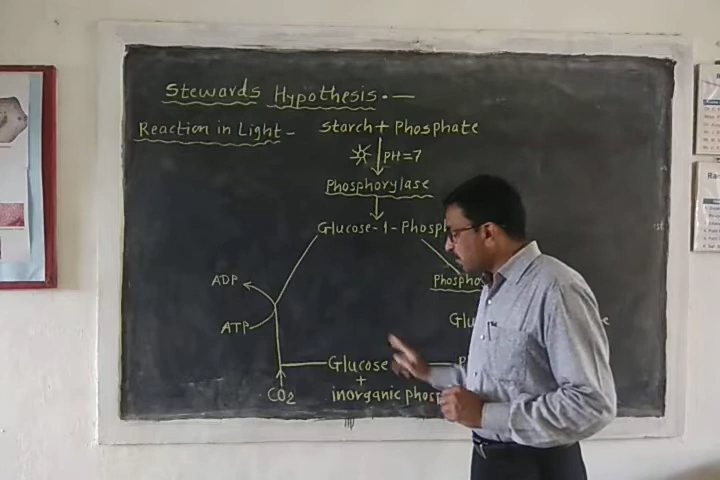 Stewards Hypothesis.—
Reaction in Light-
Starch + Phosphate
PH=7
Phosphorylase
Glucose-1-Phosph
ADP
Phospho
ATP
Glu
Glucose
+
CO2
inorganic phosp